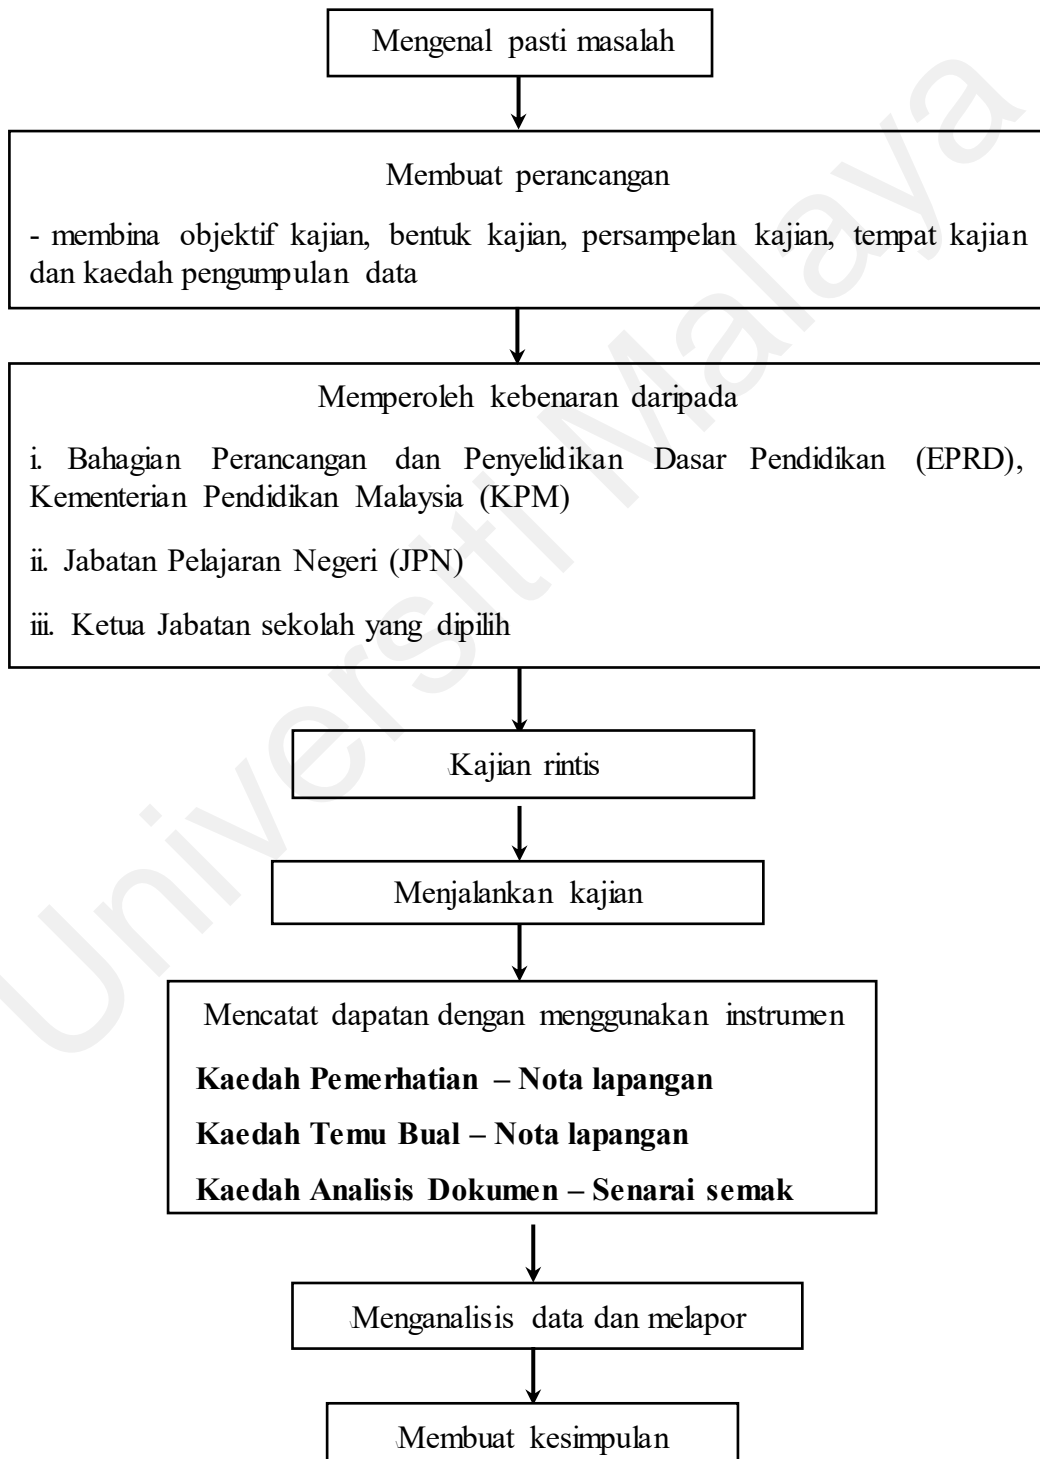 Mengenal pasti masalah
Membuat perancangan
- membina objektif kajian, bentuk kajian, persampelan kajian, tempat kajian
dan kaedah pengumpulan data
Memperoleh kebenaran daripada
i. Bahagian Perancangan dan Penyelidikan Dasar Pendidikan (EPRD),
Kementerian Pendidikan Malaysia (KPM)
ii. Jabatan Pelajaran Negeri (JPN)
iii. Ketua Jabatan sekolah yang dipilih
Kajian rintis
Menjalankan kajian
Mencatat dapatan dengan menggunakan instrumen
Kaedah Pemerhatian – Nota lapangan
Kaedah Temu Bual – Nota lapangan
Kaedah Analisis Dokumen – Senarai semak
Menganalisis data dan melapor
Membuat kesimpulan
Universiti Malaya